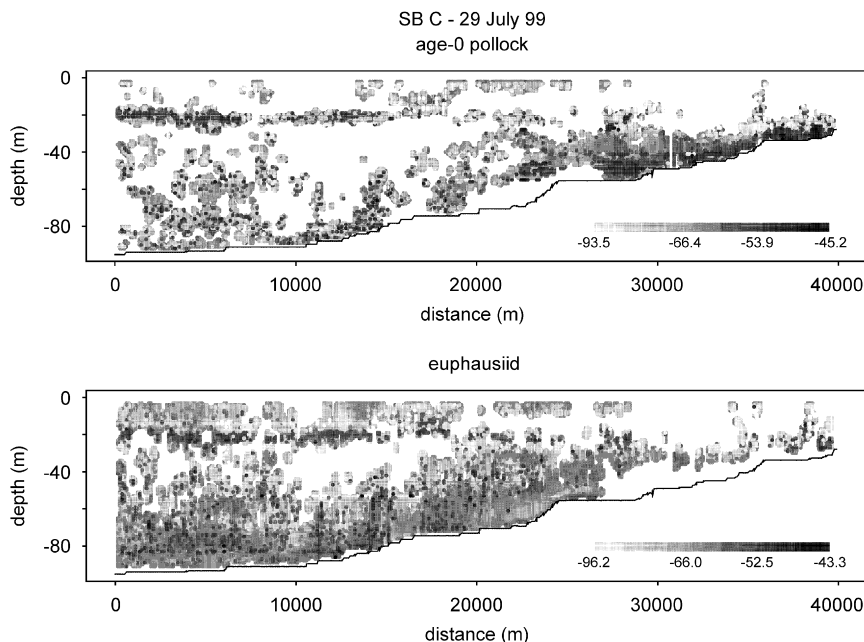 SB C - 29 July 99
age-0 pollock
0
-40
-80
depth (m)
-93.5 -66.4 -53.9 -45.2
0 10000 20000 30000 40000
distance (m)
euphausiid
0
-40
-80
depth (m)
-96.2 -66.0 -52.5 -43.3
0 10000 20000 30000 40000
distance (m)